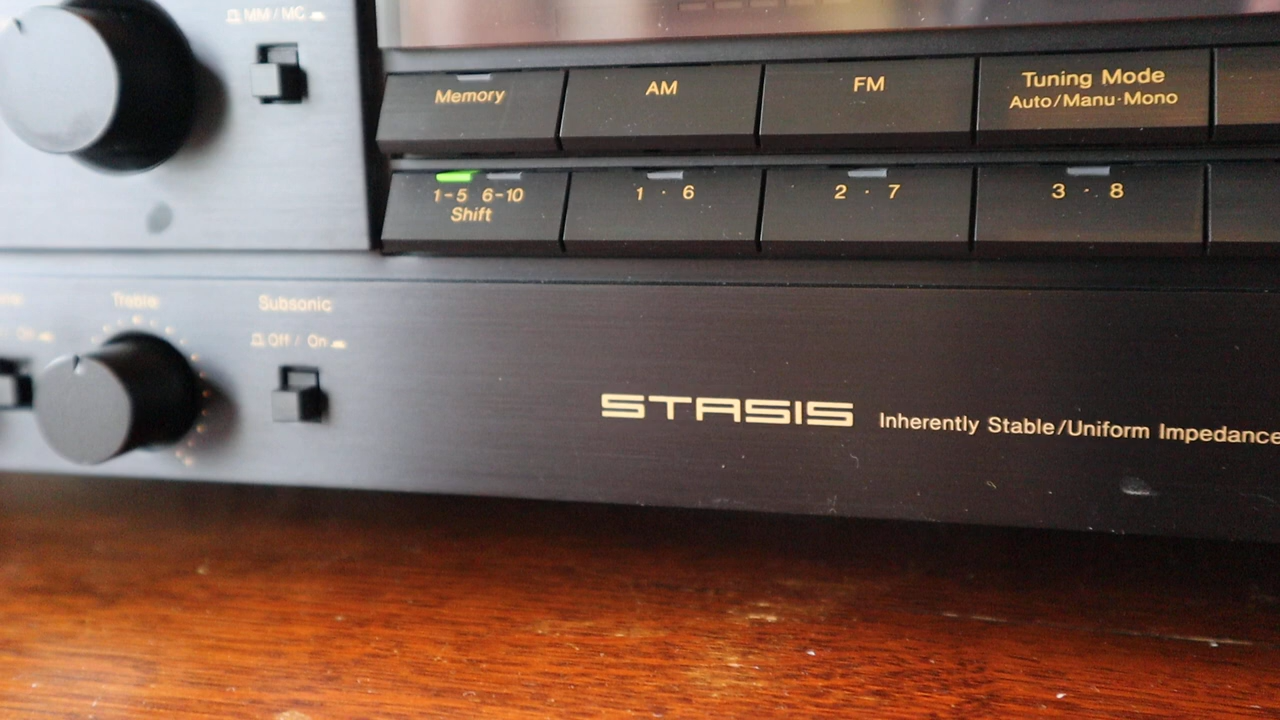 MM / MC
Memory
AM
FM
Tuning Mode
Auto/Manu·Mono
1-5 6-10
Shift
1 · 6
2 · 7
3 · 8
Treble
Subsonic
Off / On
On
STASIS
Inherently Stable/Uniform Impedance